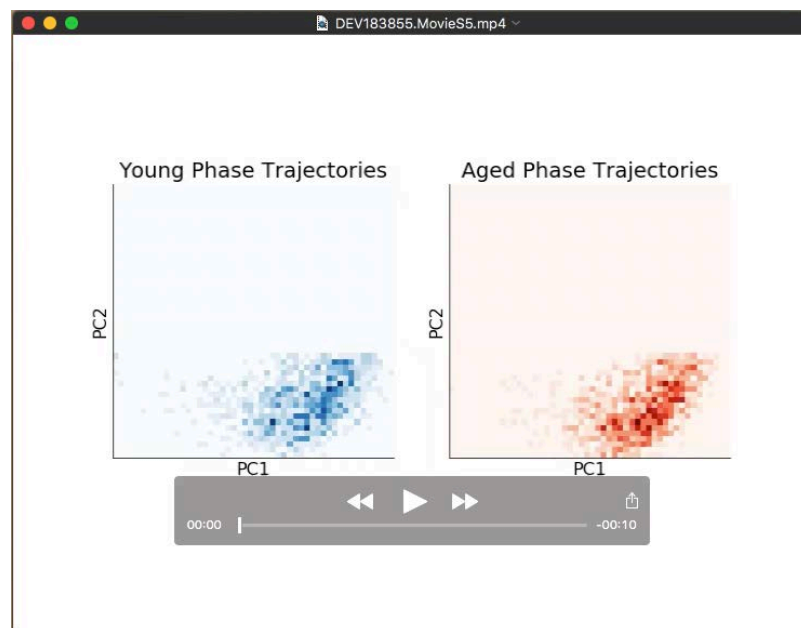 DEV183855.MovieS5.mp4
Young Phase Trajectories
Aged Phase Trajectories
PC2
PC2
PC1
PC1
00:00
-00:10